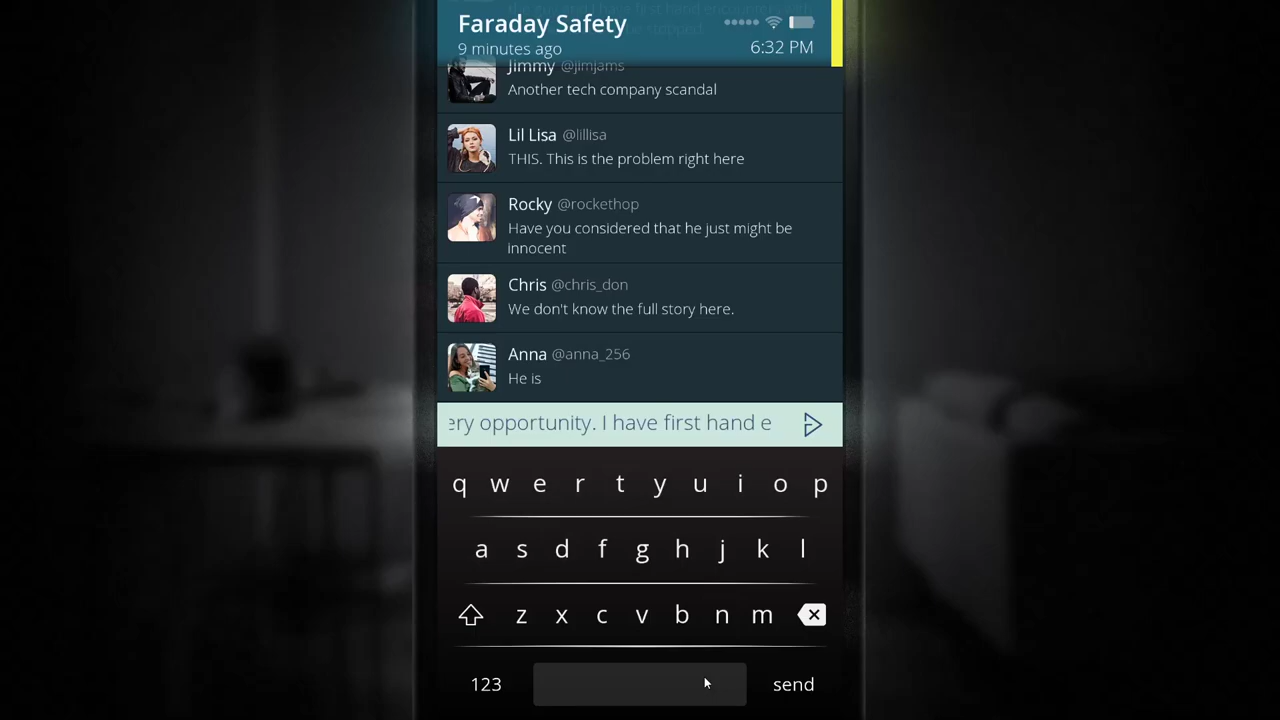 Faraday Safety
9 minutes ago
6:32 PM
Jimmy @jimjams
Another tech company scandal
Lil Lisa @lillisa
THIS. This is the problem right here
Rocky @rockethop
Have you considered that he just might be
innocent
Chris @chris_don
We don't know the full story here.
Anna @anna_256
He is
ery opportunity. I have first hand e
q w e r t y u i o p
a s d f g h j k l
z x c v b n m
123
send